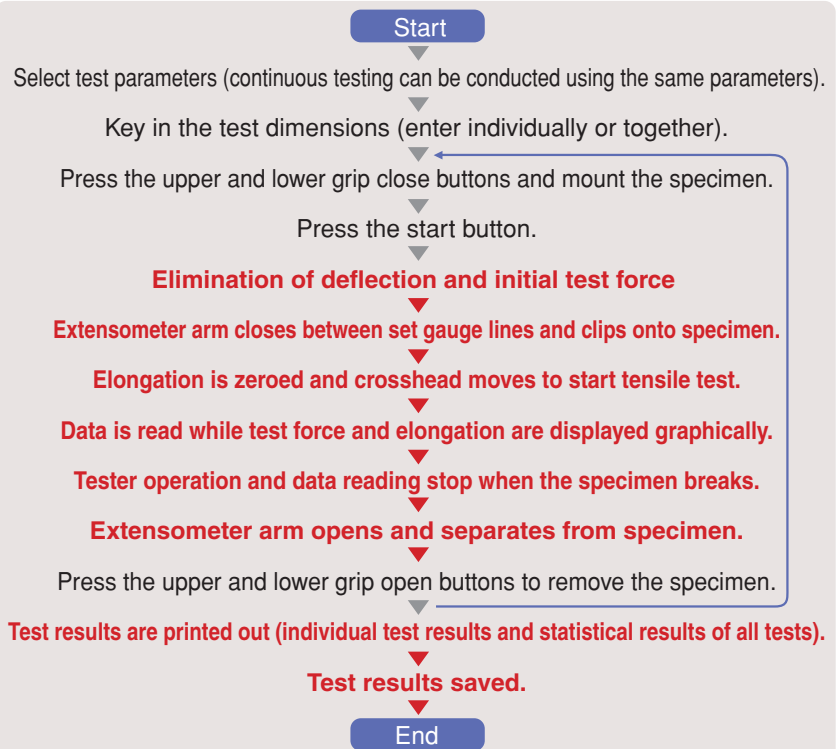 Start
Select test parameters (continuous testing can be conducted using the same parameters).
Key in the test dimensions (enter individually or together).
Press the upper and lower grip close buttons and mount the specimen.
Press the start button.
Elimination of deflection and initial test force
Extensometer arm closes between set gauge lines and clips onto specimen.
Elongation is zeroed and crosshead moves to start tensile test.
Data is read while test force and elongation are displayed graphically.
Tester operation and data reading stop when the specimen breaks.
Extensometer arm opens and separates from specimen.
Press the upper and lower grip open buttons to remove the specimen.
Test results are printed out (individual test results and statistical results of all tests).
Test results saved.
End